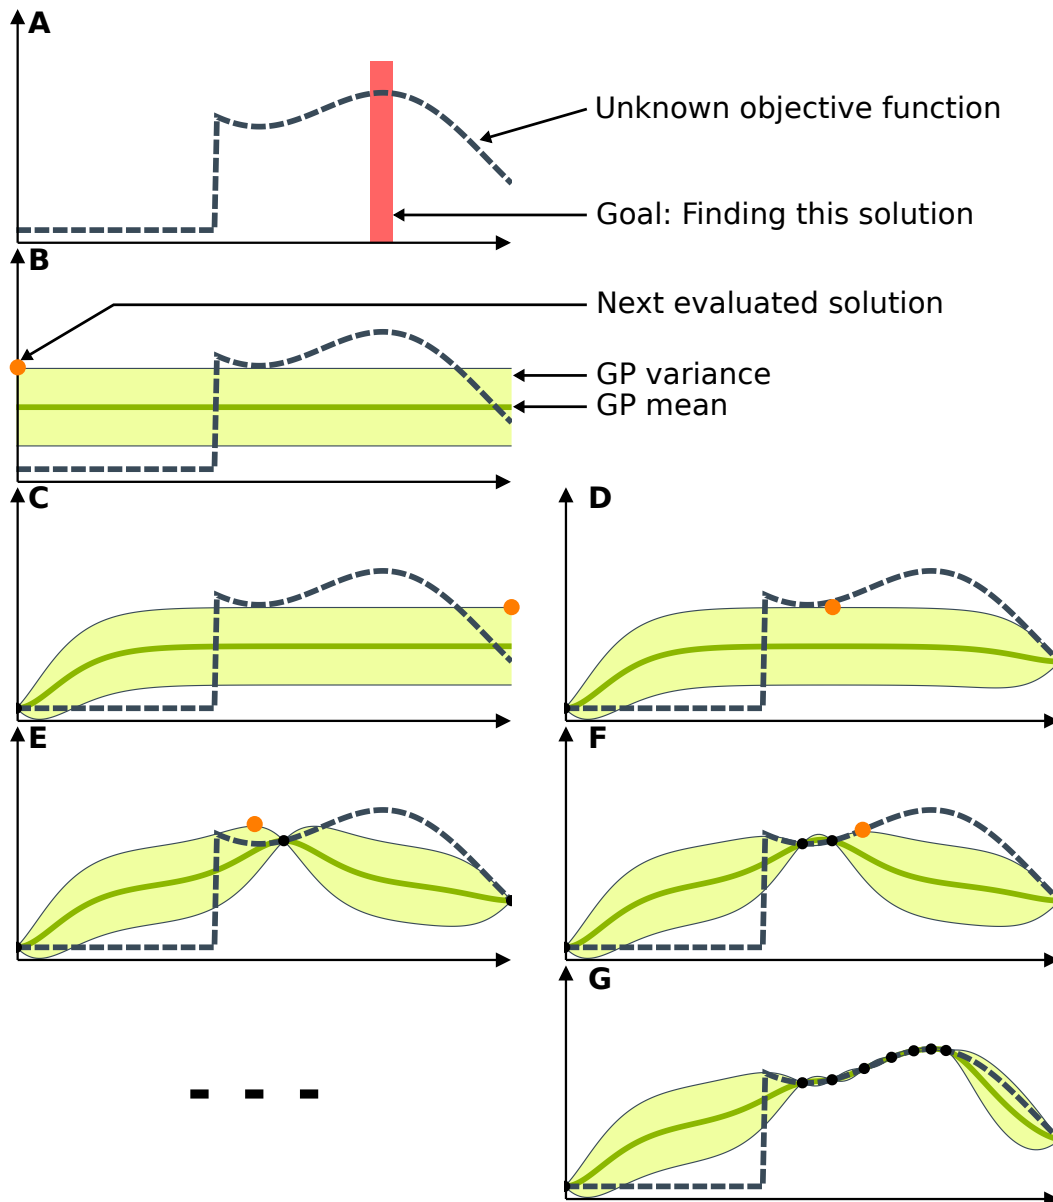 A
Unknown objective function
Goal: Finding this solution
B
Next evaluated solution
GP variance
GP mean
C
D
E
F
G